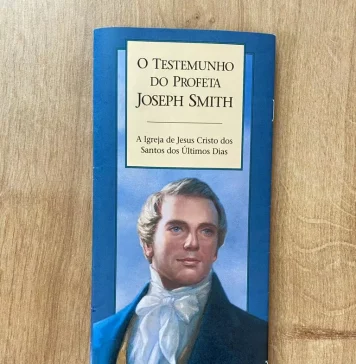 O Testemunho
do Profeta
Joseph Smith
A Igreja de Jesus Cristo dos
Santos dos Últimos Dias